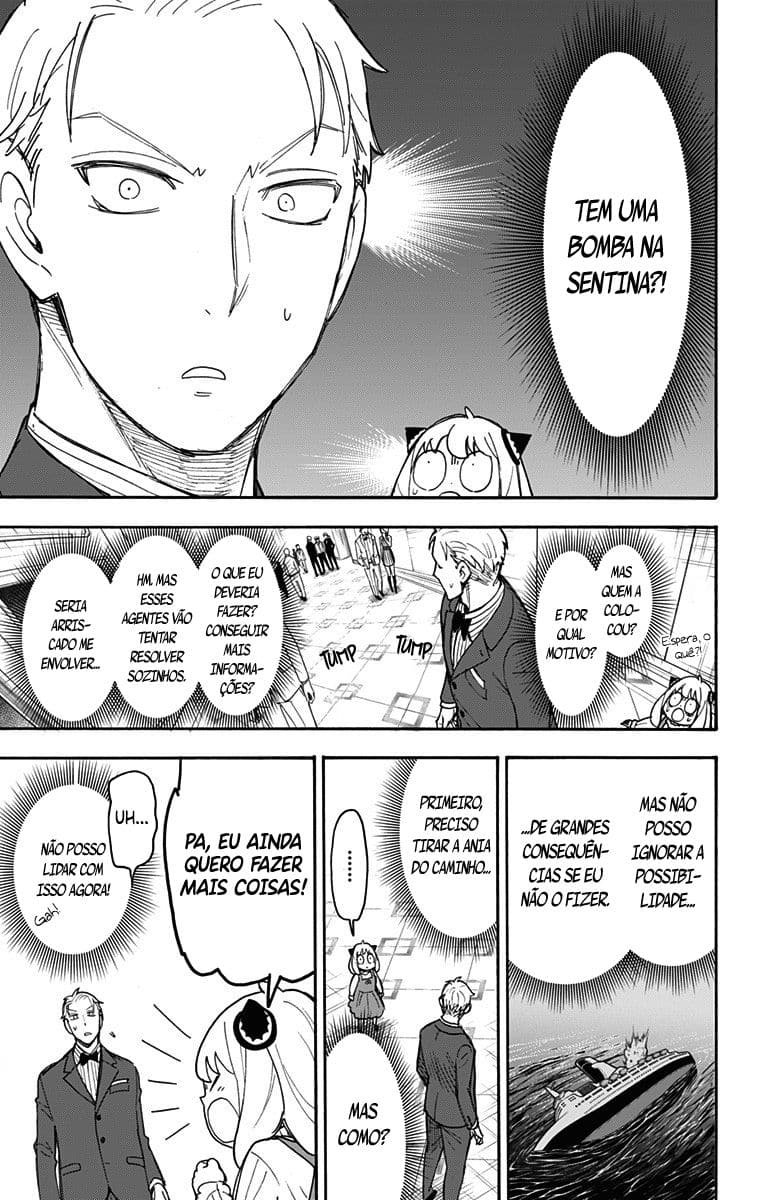 TEM UMA
BOMBA NA
SENTINA?!
MAS
QUEM A
COLO-
COU?
E POR
QUAL
MOTIVO?
Espera, o
quê?!
TUMP
TUMP
O QUE EU
DEVERIA
FAZER?
CONSEGUIR
MAIS
INFORMA-
ÇÕES?
HM. MAS
ESSES
AGENTES VÃO
TENTAR
RESOLVER
SOZINHOS.
SERIA
ARRIS-
CADO ME
ENVOLVER...
MAS NÃO
POSSO
IGNORAR A
POSSIBI-
LIDADE...
...DE GRANDES
CONSEQUÊN-
CIAS SE EU
NÃO O FIZER.
PRIMEIRO,
PRECISO
TIRAR A ANIA
DO CAMINHO...
......
MAS
COMO?
PA, EU AINDA
QUERO FAZER
MAIS COISAS!
UH...
NÃO POSSO
LIDAR COM
ISSO AGORA!
Gah!